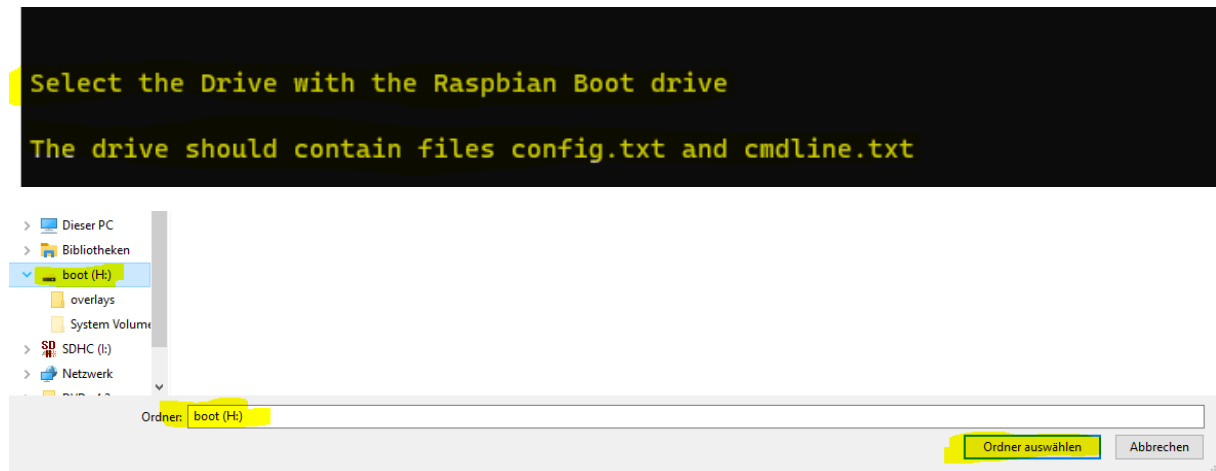 Select the Drive with the Raspbian Boot drive
The drive should contain files config.txt and cmdline.txt
Dieser PC
Bibliotheken
boot (H:)
overlays
System Volume
SDHC (I:)
Netzwerk
Ordner: boot (H:)
Ordner auswählen Abbrechen